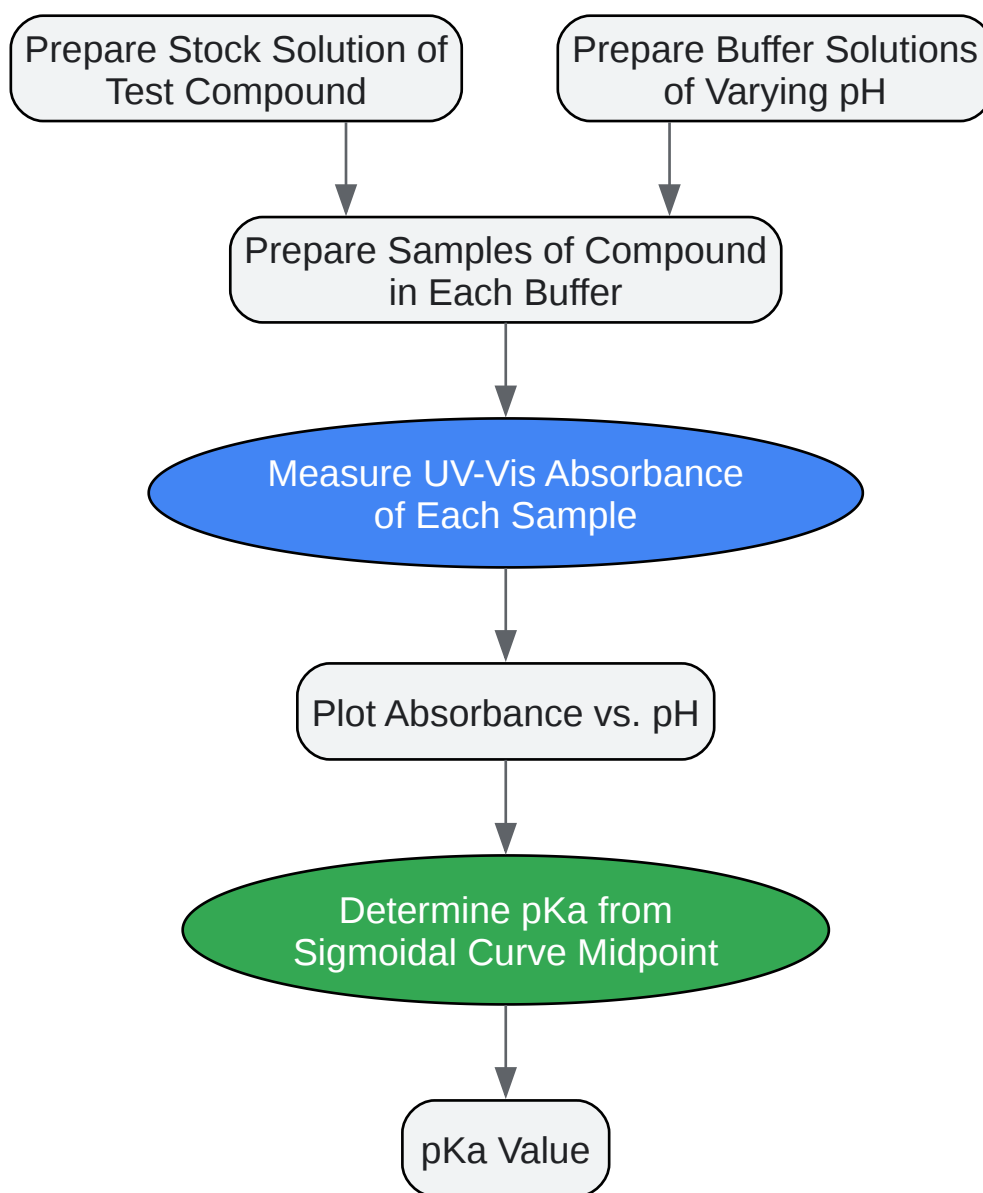 Prepare Stock Solution of
Test Compound
Prepare Buffer Solutions
of Varying pH
Prepare Samples of Compound
in Each Buffer
Measure UV-Vis Absorbance
of Each Sample
Plot Absorbance vs. pH
Determine pKa from
Sigmoidal Curve Midpoint
pKa Value